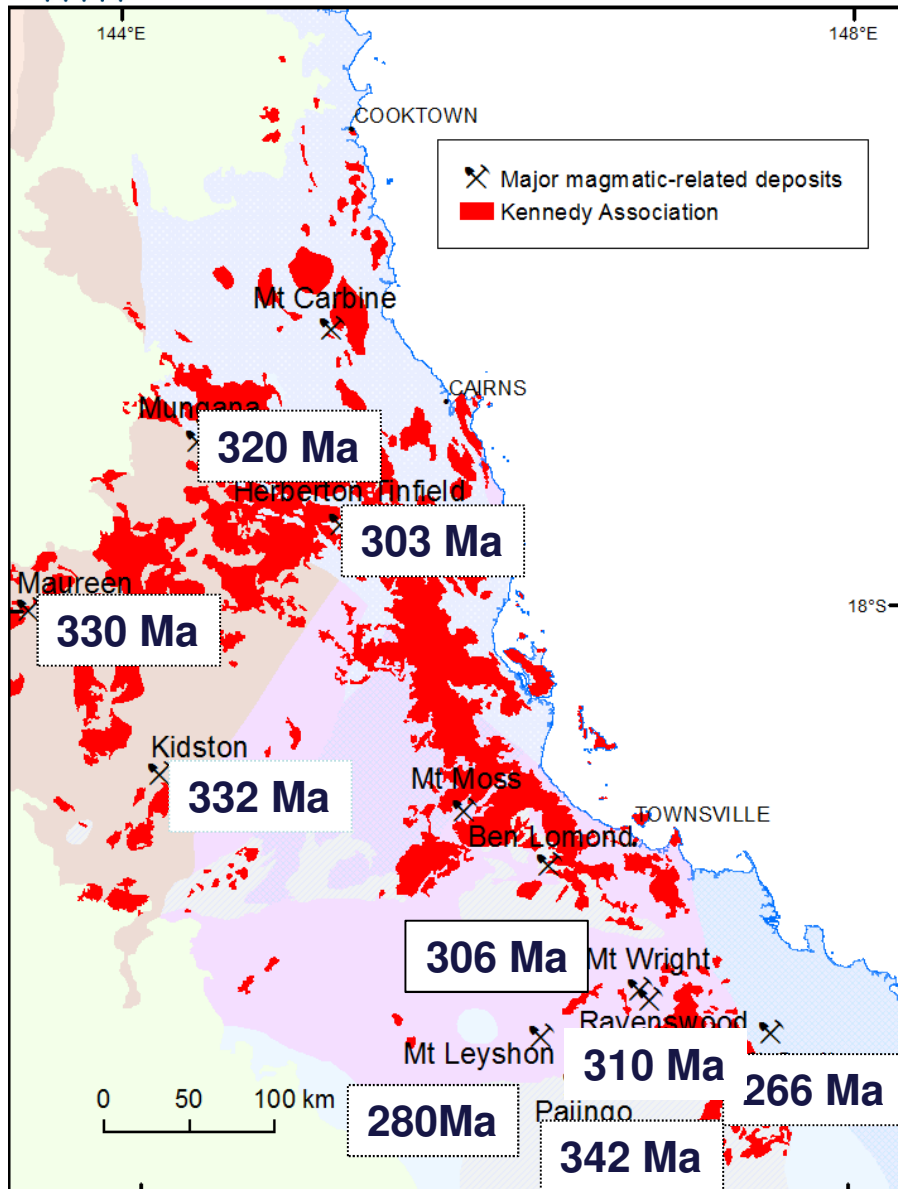 144°E
148°E
COOKTOWN
Major magmatic-related deposits
Kennedy Association
Mt Carbine
CAIRNS
Mungana
320 Ma
Herberton Tinfield
303 Ma
Maureen
18°S
330 Ma
Kidston
332 Ma
Mt Moss
TOWNSVILLE
Ben Lomond
306 Ma
Mt Wright
Ravenswood
Mt Leyshon
310 Ma
266 Ma
0 50 100 km
280Ma
Pajingo
342 Ma